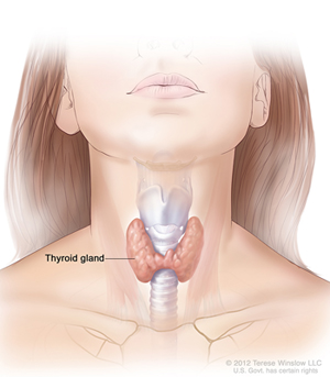 Thyroid gland
© 2012 Terese Winslow LLC
U.S. Govt. has certain rights